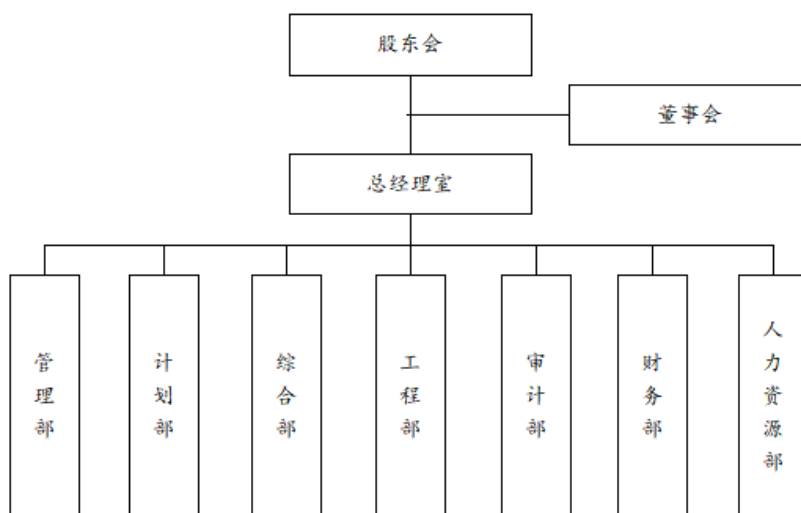 股东会
董事会
总经理室
管理部
计划部
综合部
工程部
审计部
财务部
人力资源部